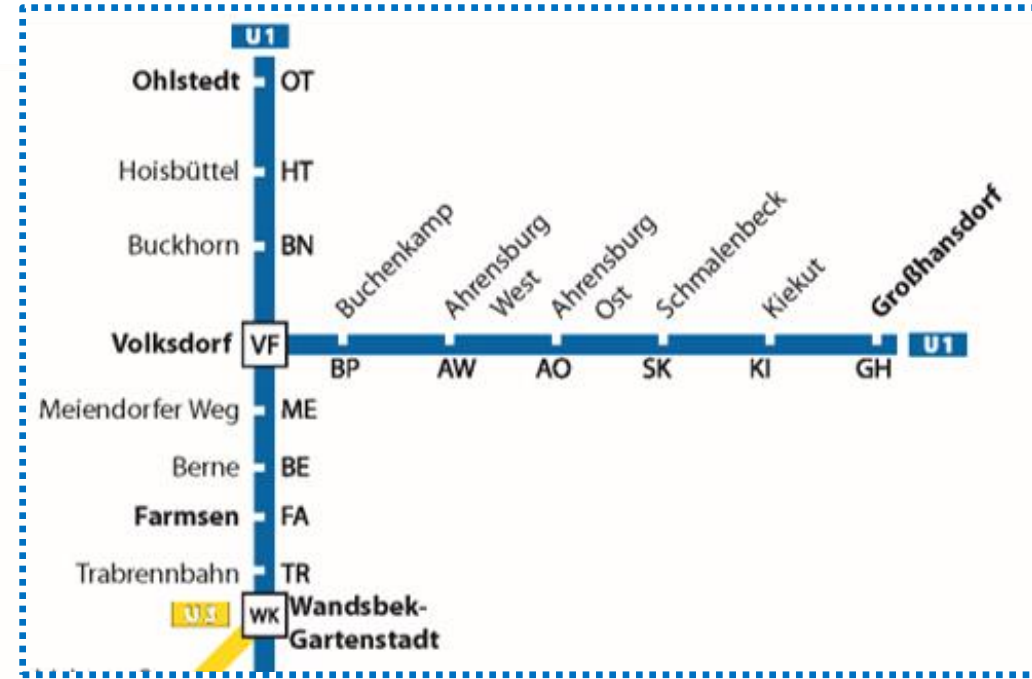 U1
Ohlstedt OT
Hoisbüttel HT
Buckhorn BN
Buchenkamp
Ahrensburg
West
Ahrensburg
Ost
Schmalenbeck
Kiekut
Großhansdorf
Volksdorf VF
U1
BP AW AO SK KI GH
Meiendorfer Weg ME
Berne BE
Farmsen FA
Trabrennbahn TR
U3 WK Wandsbek-
Gartenstadt